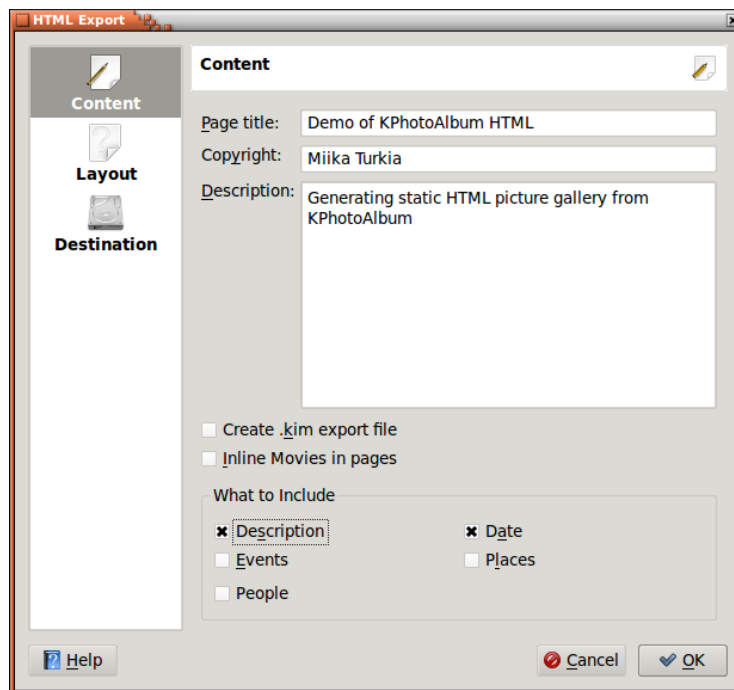 HTML Export
Content
Layout
Destination
Content
Page title: Demo of KPhotoAlbum HTML
Copyright: Miika Turkia
Description: Generating static HTML picture gallery from
KPhotoAlbum
Create .kim export file
Inline Movies in pages
What to Include
Description Date
Events Places
People
Help Cancel OK